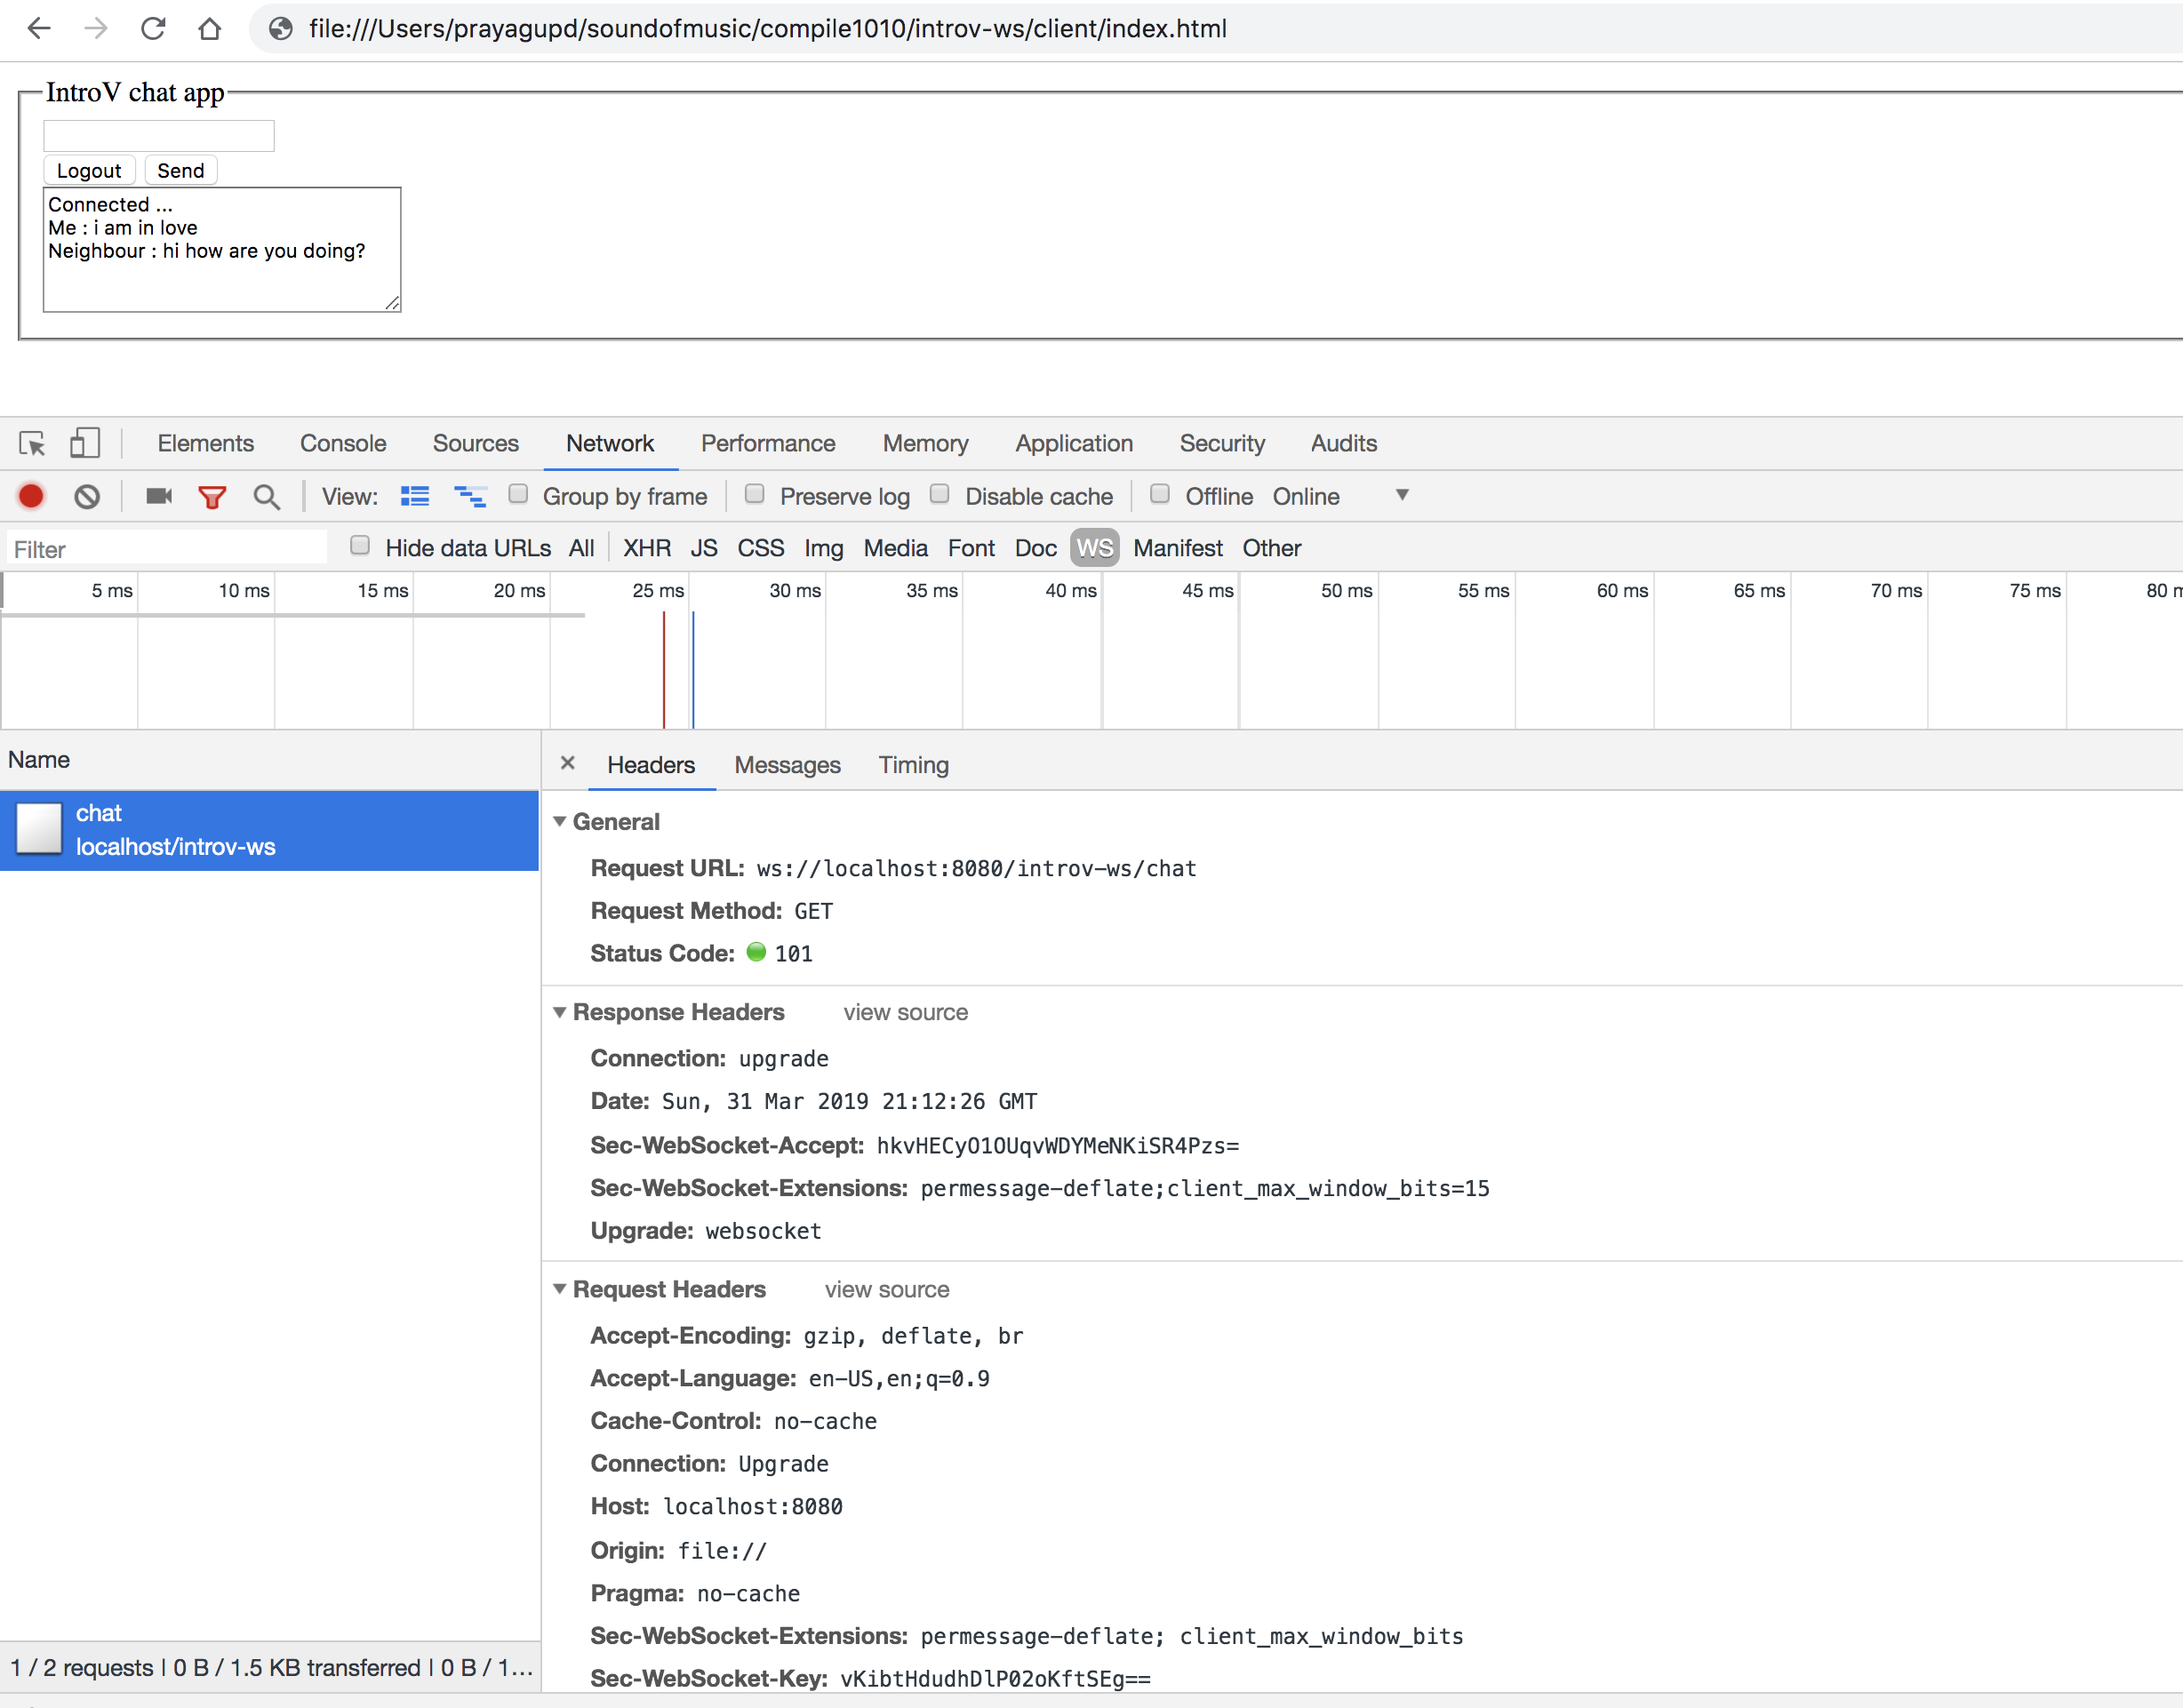 file:///Users/prayagupd/soundofmusic/compile1010/introv-ws/client/index.html
IntroV chat app
Logout Send
Connected ...
Me : i am in love
Neighbour : hi how are you doing?
Elements Console Sources Network Performance Memory Application Security Audits
View: Group by frame Preserve log Disable cache Offline Online
Filter Hide data URLs All XHR JS CSS Img Media Font Doc WS Manifest Other
5 ms 10 ms 15 ms 20 ms 25 ms 30 ms 35 ms 40 ms 45 ms 50 ms 55 ms 60 ms 65 ms 70 ms 75 ms 80 m
Name
Headers Messages Timing
chat
localhost/introv-ws
General
Request URL: ws://localhost:8080/introv-ws/chat
Request Method: GET
Status Code: 101
Response Headers view source
Connection: upgrade
Date: Sun, 31 Mar 2019 21:12:26 GMT
Sec-WebSocket-Accept: hkvHECyO1OUqvWDYMeNKiSR4Pzs=
Sec-WebSocket-Extensions: permessage-deflate;client_max_window_bits=15
Upgrade: websocket
Request Headers view source
Accept-Encoding: gzip, deflate, br
Accept-Language: en-US,en;q=0.9
Cache-Control: no-cache
Connection: Upgrade
Host: localhost:8080
Origin: file://
Pragma: no-cache
Sec-WebSocket-Extensions: permessage-deflate; client_max_window_bits
Sec-WebSocket-Key: vKibtHdudhDlP02oKftSEg==
1 / 2 requests | 0 B / 1.5 KB transferred | 0 B / 1...